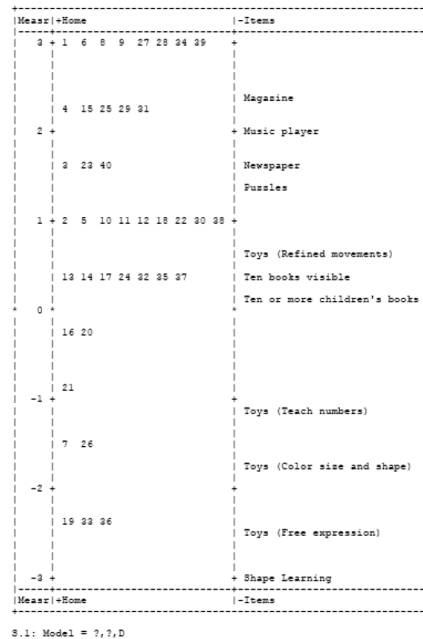 |Measr|+Home |-Items
3 + 1 6 8 9 27 28 34 39 +
Magazine
4 15 25 29 31
2 + + Music player
3 23 40 Newspaper
Puzzles
1 + 2 5 10 11 12 18 22 30 38 +
Toys (Refined movements)
13 14 17 24 32 35 37 Ten books visible
Ten or more children's books
* 0 * *
16 20
21
-1 + +
Toys (Teach numbers)
7 26
Toys (Color size and shape)
-2 + +
19 33 36
Toys (Free expression)
-3 + + Shape Learning
|Measr|+Home |-Items
S.1: Model = ?,?,D